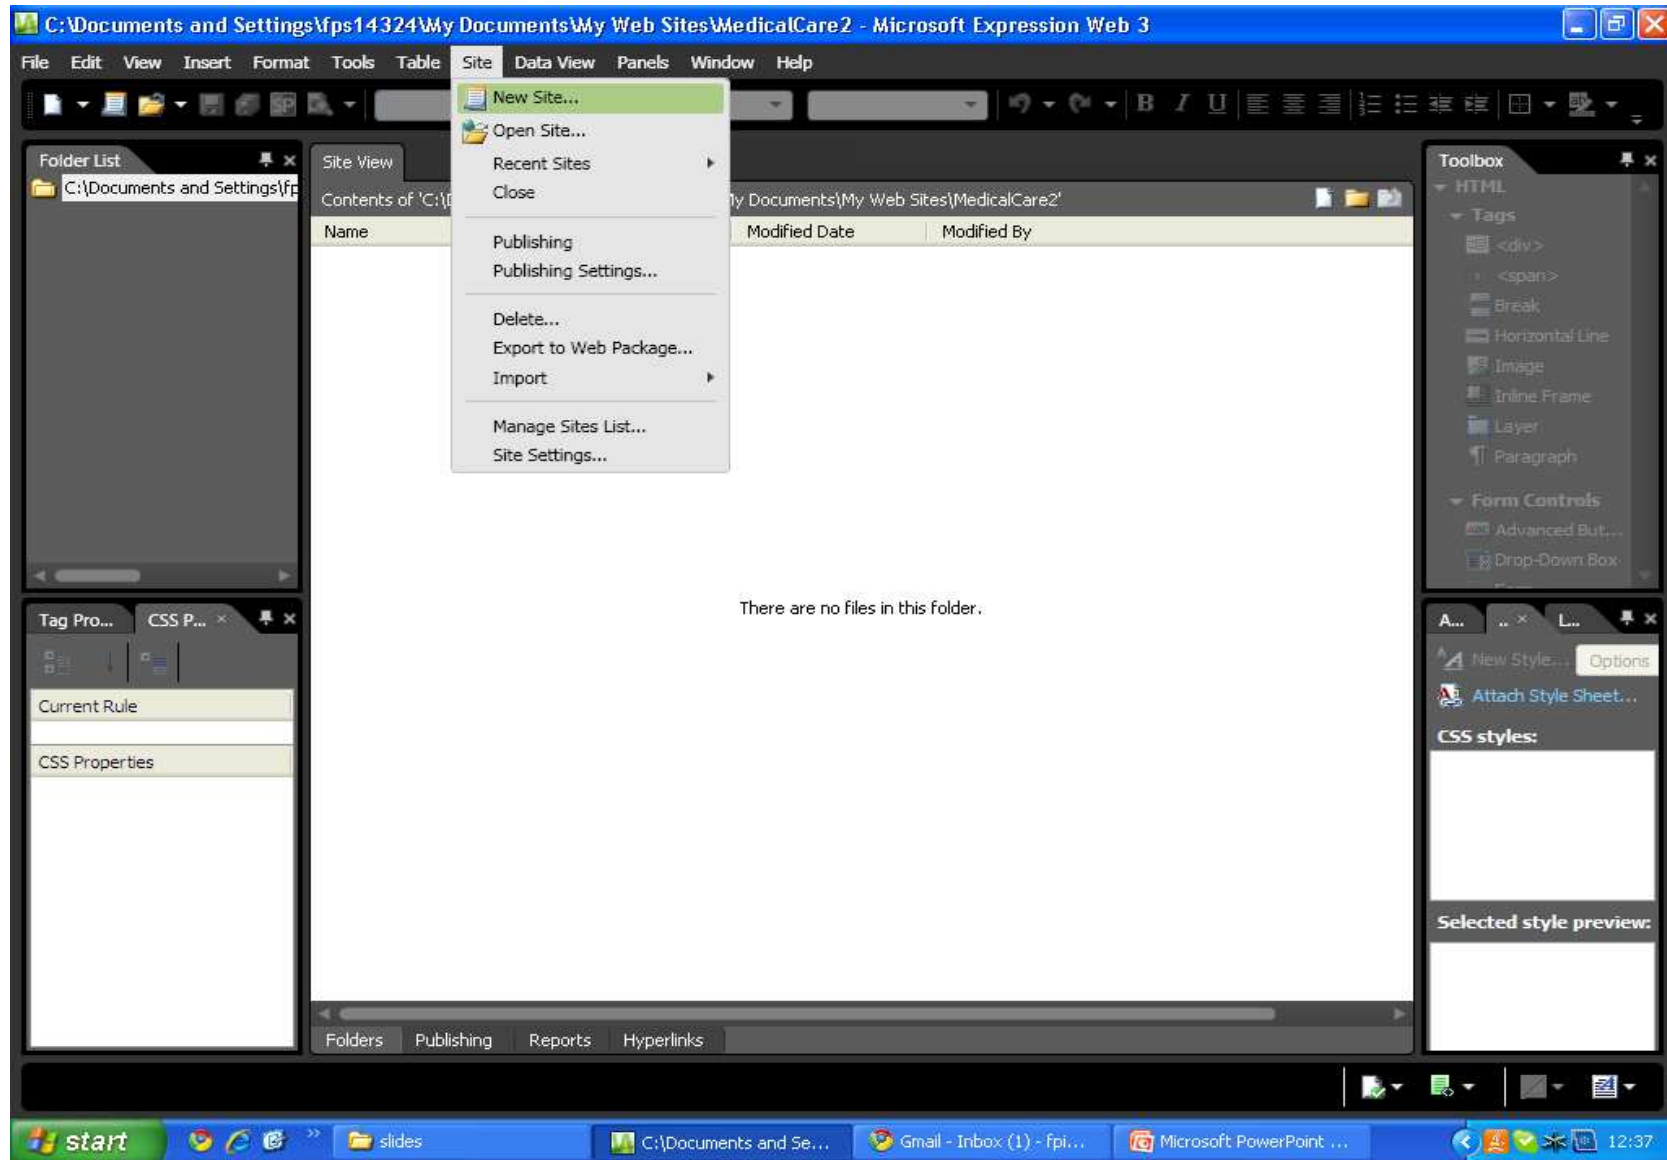 C:\Documents and Settings\fps14324\My Documents\My Web Sites\MedicalCare2 - Microsoft Expression Web 3
File Edit View Insert Format Tools Table Site Data View Panels Window Help
New Site...
Open Site...
Recent Sites
Close
Publishing
Publishing Settings...
Delete...
Export to Web Package...
Import
Manage Sites List...
Site Settings...
SP
B I U
Folder List
C:\Documents and Settings\fp
Site View
Contents of 'C:\ My Documents\My Web Sites\MedicalCare2'
Name Modified Date Modified By
There are no files in this folder.
Folders Publishing Reports Hyperlinks
Tag Pro... CSS P...
Current Rule
CSS Properties
Toolbox
HTML
Tags
<div>
<span>
Break
Horizontal Line
Image
Inline Frame
Layer
Paragraph
Form Controls
Advanced But...
Drop-Down Box
A... .. L...
New Style... Options
Attach Style Sheet...
CSS styles:
Selected style preview:
start slides C:\Documents and Se... Gmail - Inbox (1) - fpi... Microsoft PowerPoint ... 12:37